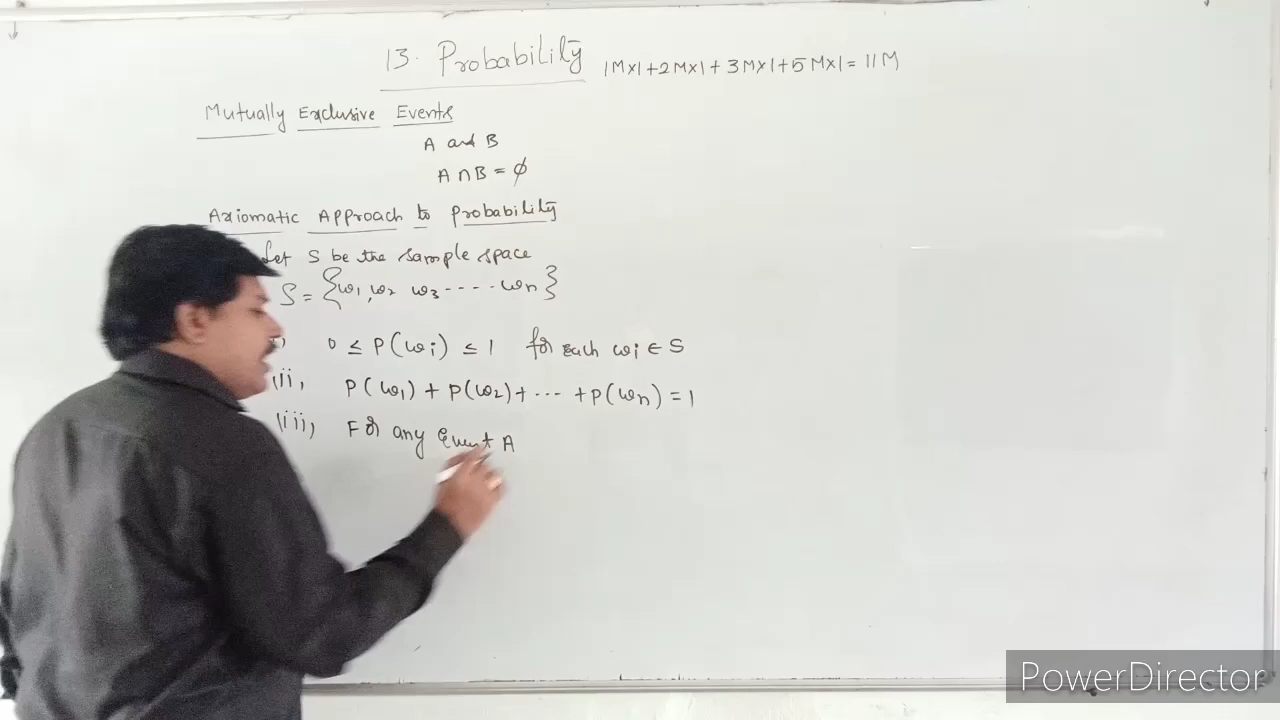 13. Probability 1M×1+2M×1+3M×1+5M×1=11M
Mutually Exclusive Events
A and B
A∩B=ϕ
Axiomatic Approach to probability
Let S be the sample space
S = {ω1, ω2 ω3 ---- ωn}
0 ≤ P(ωi) ≤ 1 for each ωi ∈ S
(ii, P(ω1) + P(ω2) + --- + P(ωn) = 1
(iii, For any Event A
PowerDirector